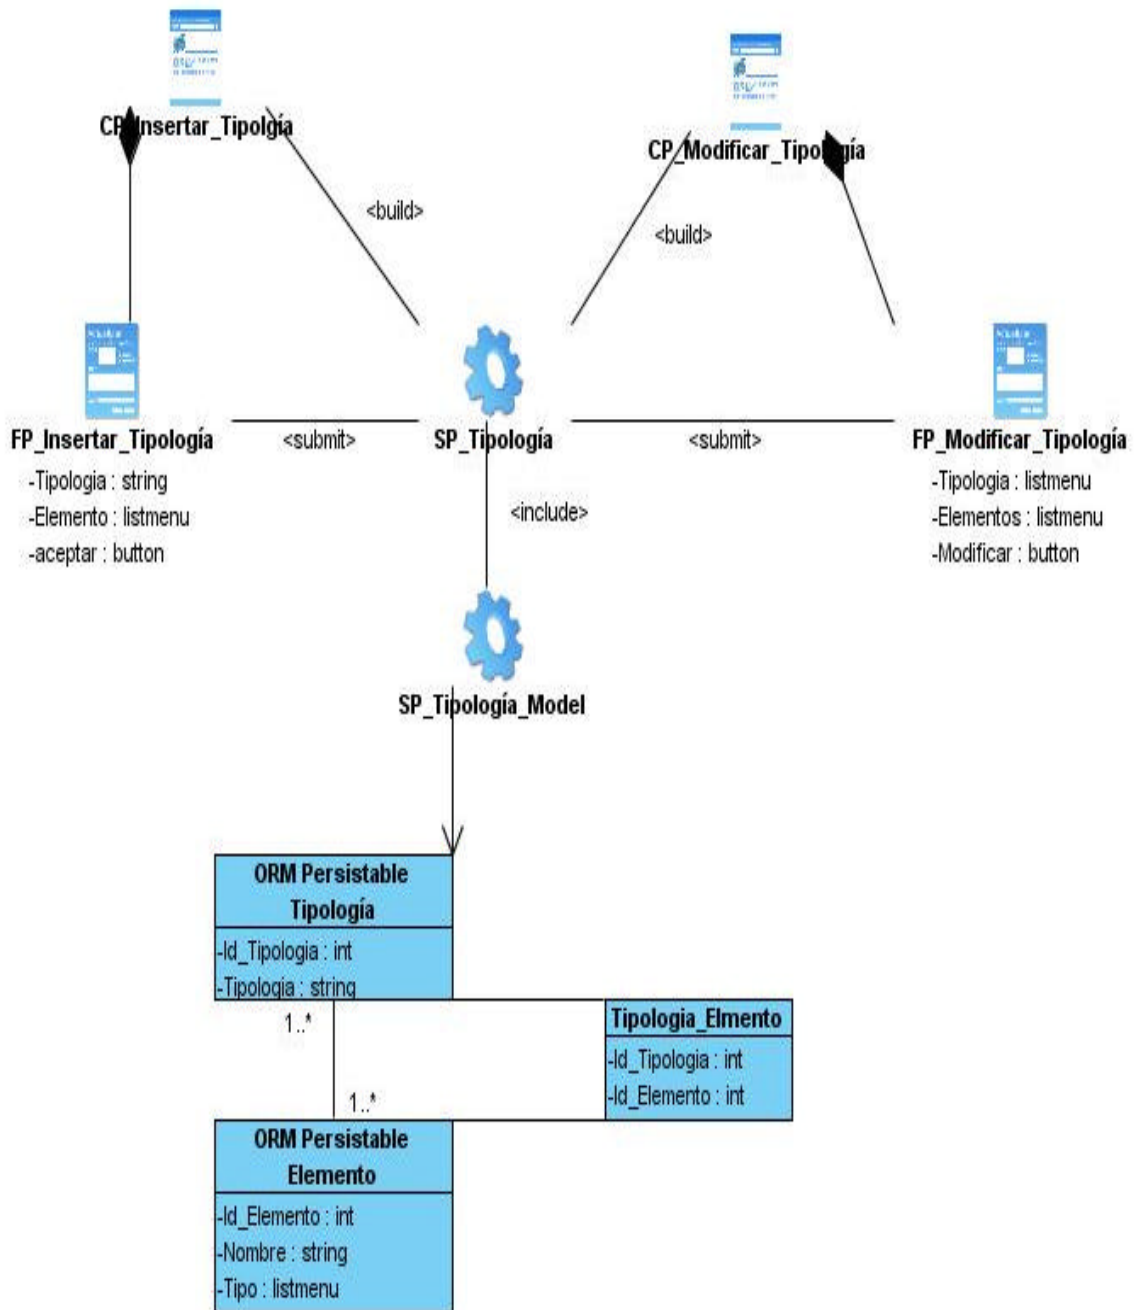 CP_Insertar_Tipolgía
CP_Modificar_Tipología
<build>
<build>
FP_Insertar_Tipología
-Tipologia : string
-Elemento : listmenu
-aceptar : button
<submit>
SP_Tipología
<submit>
FP_Modificar_Tipología
-Tipologia : listmenu
-Elementos : listmenu
-Modificar : button
<include>
SP_Tipología_Model
ORM Persistable
Tipología
-Id_Tipologia : int
-Tipologia : string
1..*
Tipologia_Elmento
-Id_Tipologia : int
-Id_Elemento : int
1..*
ORM Persistable
Elemento
-Id_Elemento : int
-Nombre : string
-Tipo : listmenu